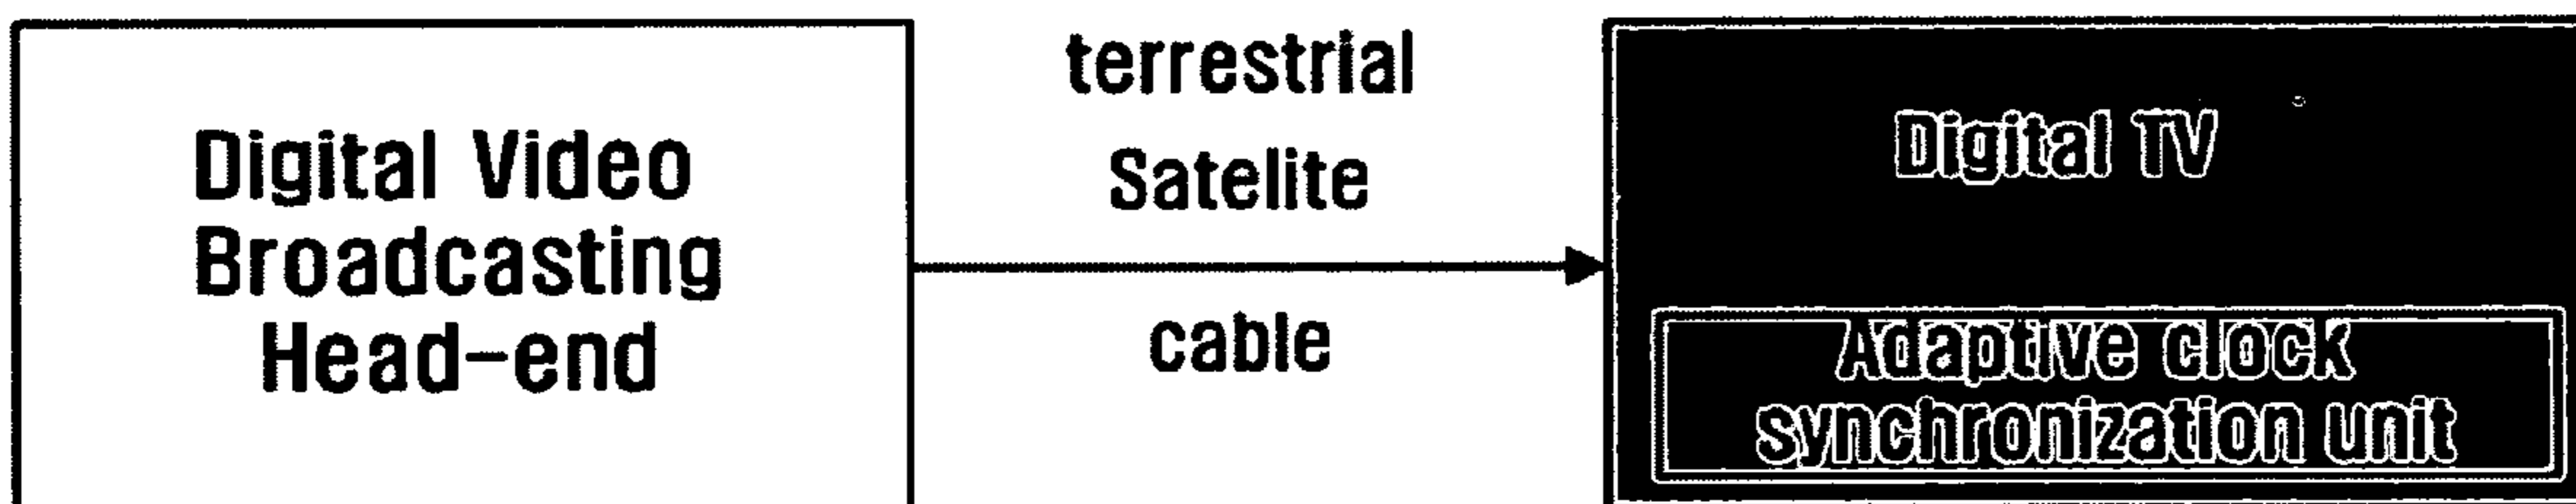 Digital Video
Broadcasting
Head-end
terrestrial
Satelite
cable
Digital TV
Adaptive clock
synchronization unit